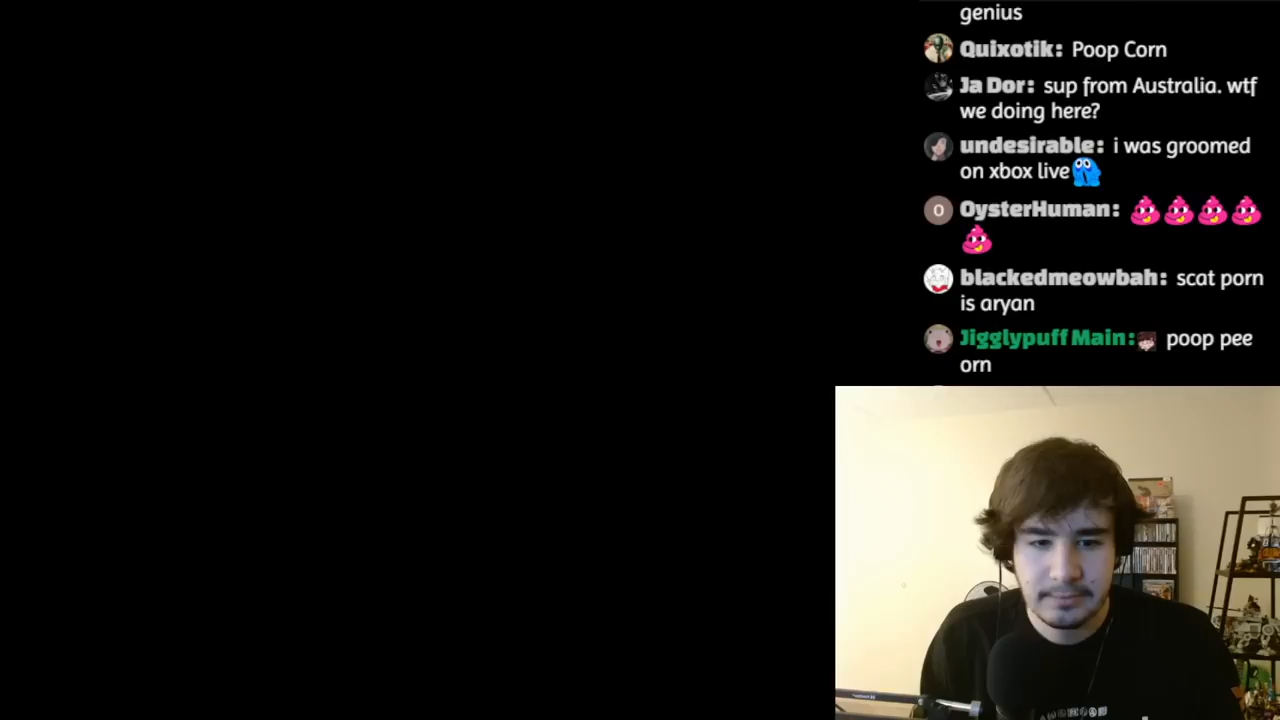 genius
Quixotik: Poop Corn
Ja Dor: sup from Australia. wtf
we doing here?
undesirable: i was groomed
on xbox live
O OysterHuman:
blackedmeowbah: scat porn
is aryan
Jigglypuff Main: poop pee
orn